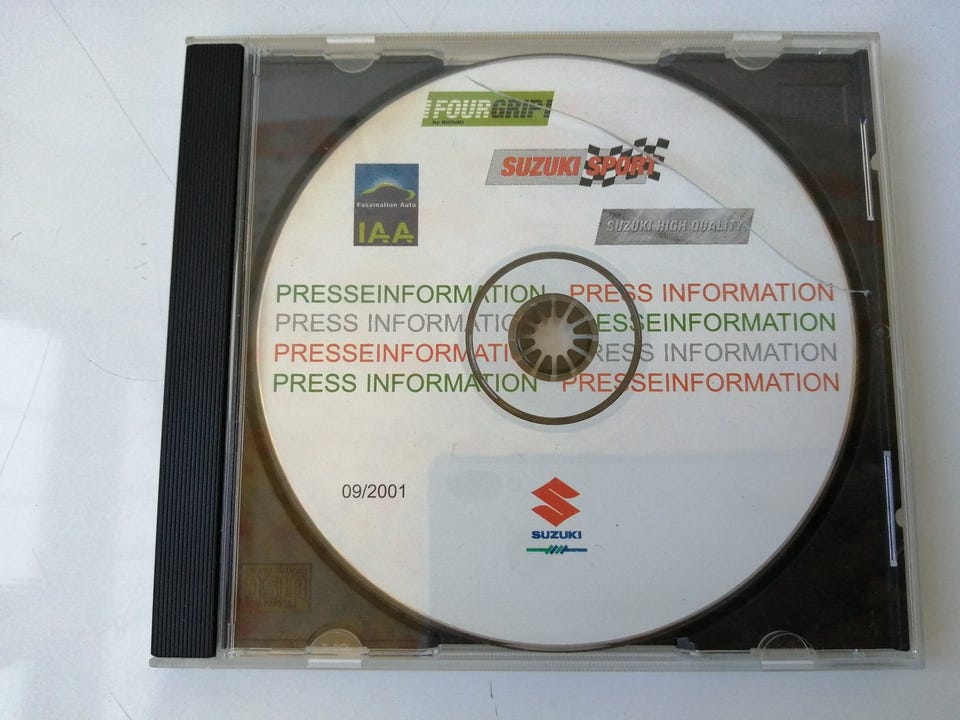 !FOURGRIP!
by SUZUKI
SUZUKI SPORT
Faszination Auto
IAA
SUZUKI HIGH QUALITY
PRESSEINFORMATION PRESS INFORMATION
PRESS INFORMATION PRESSEINFORMATION
PRESSEINFORMATION PRESS INFORMATION
PRESS INFORMATION PRESSEINFORMATION
09/2001
SUZUKI